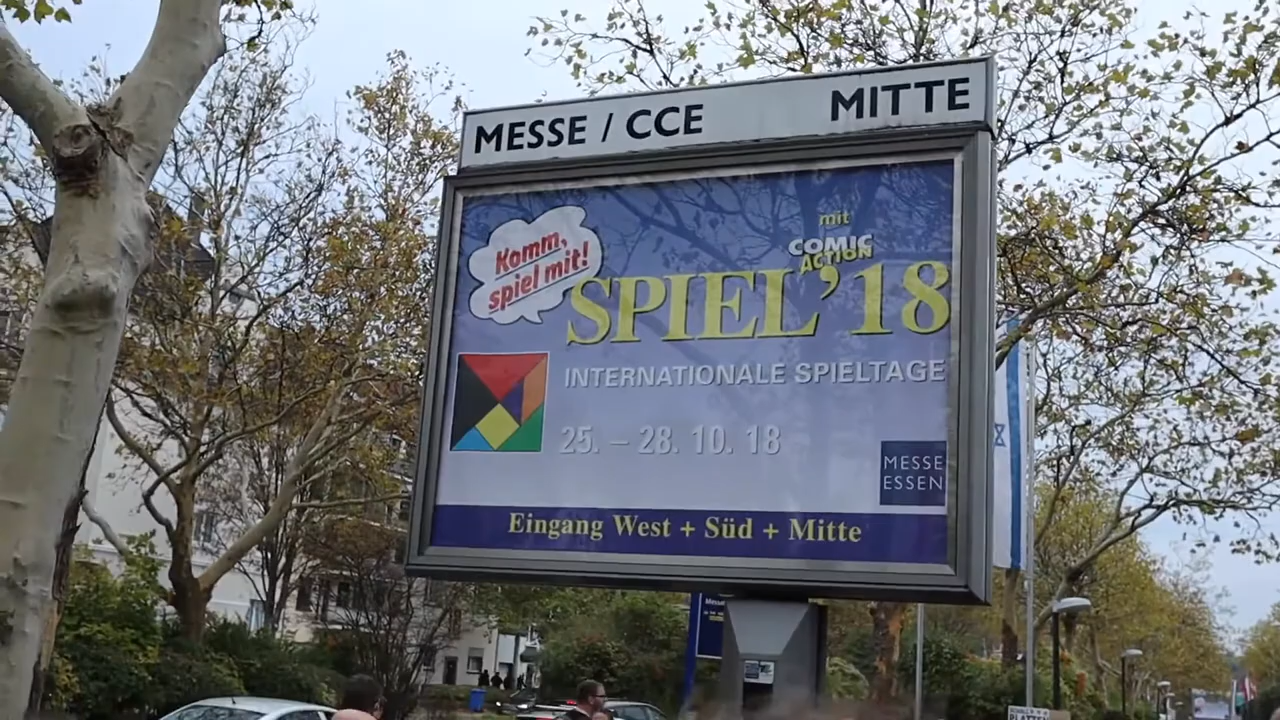 MESSE / CCE MITTE
Komm,
spiel mit!
mit
COMIC
ACTION
SPIEL '18
INTERNATIONALE SPIELTAGE
25. – 28. 10. 18
MESSE
ESSEN
Eingang West + Süd + Mitte